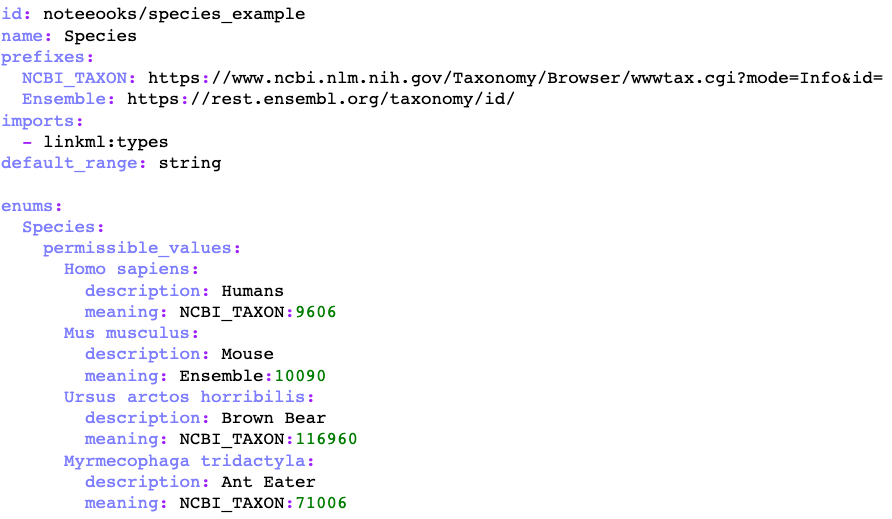 id: noteeooks/species_example
name: Species
prefixes:
  NCBI_TAXON: https://www.ncbi.nlm.nih.gov/Taxonomy/Browser/wwwtax.cgi?mode=Info&id=
  Ensemble: https://rest.ensembl.org/taxonomy/id/
imports:
  - linkml:types
default_range: string

enums:
  Species:
    permissible_values:
      Homo sapiens:
        description: Humans
        meaning: NCBI_TAXON:9606
      Mus musculus:
        description: Mouse
        meaning: Ensemble:10090
      Ursus arctos horribilis:
        description: Brown Bear
        meaning: NCBI_TAXON:116960
      Myrmecophaga tridactyla:
        description: Ant Eater
        meaning: NCBI_TAXON:71006